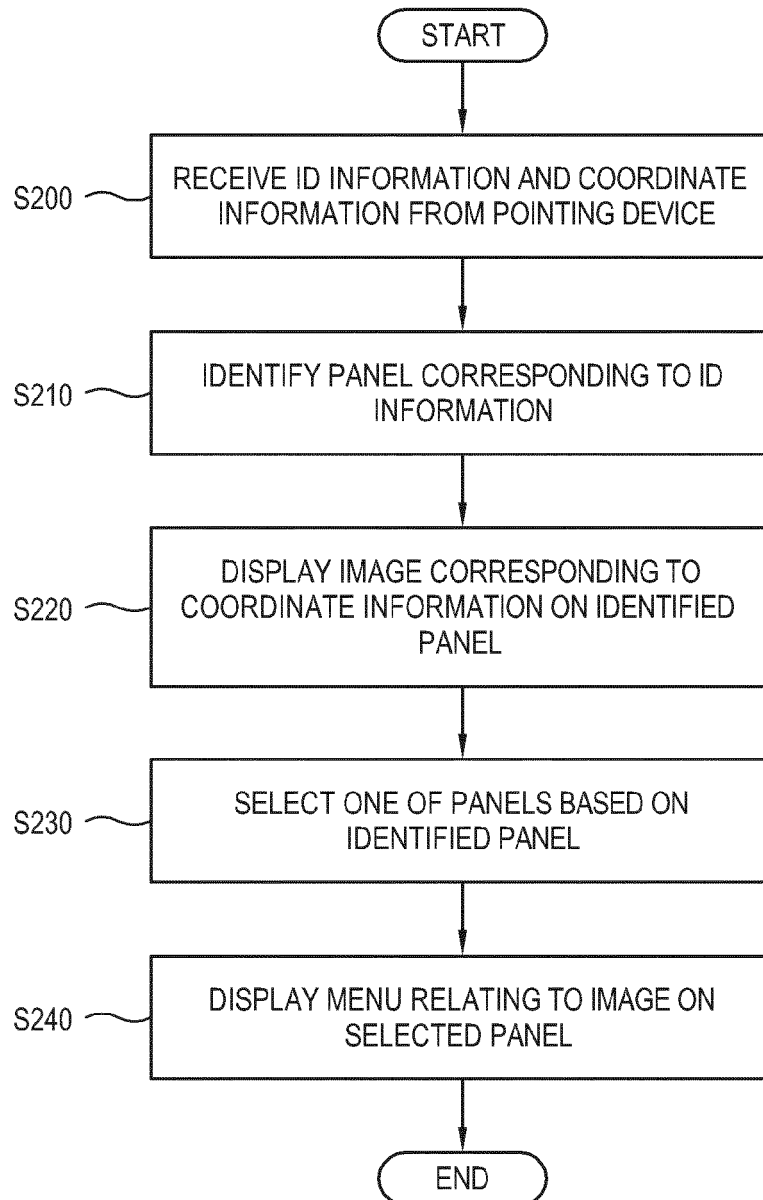 START
S200
RECEIVE ID INFORMATION AND COORDINATE
INFORMATION FROM POINTING DEVICE
S210
IDENTIFY PANEL CORRESPONDING TO ID
INFORMATION
S220
DISPLAY IMAGE CORRESPONDING TO
COORDINATE INFORMATION ON IDENTIFIED
PANEL
S230
SELECT ONE OF PANELS BASED ON
IDENTIFIED PANEL
S240
DISPLAY MENU RELATING TO IMAGE ON
SELECTED PANEL
END